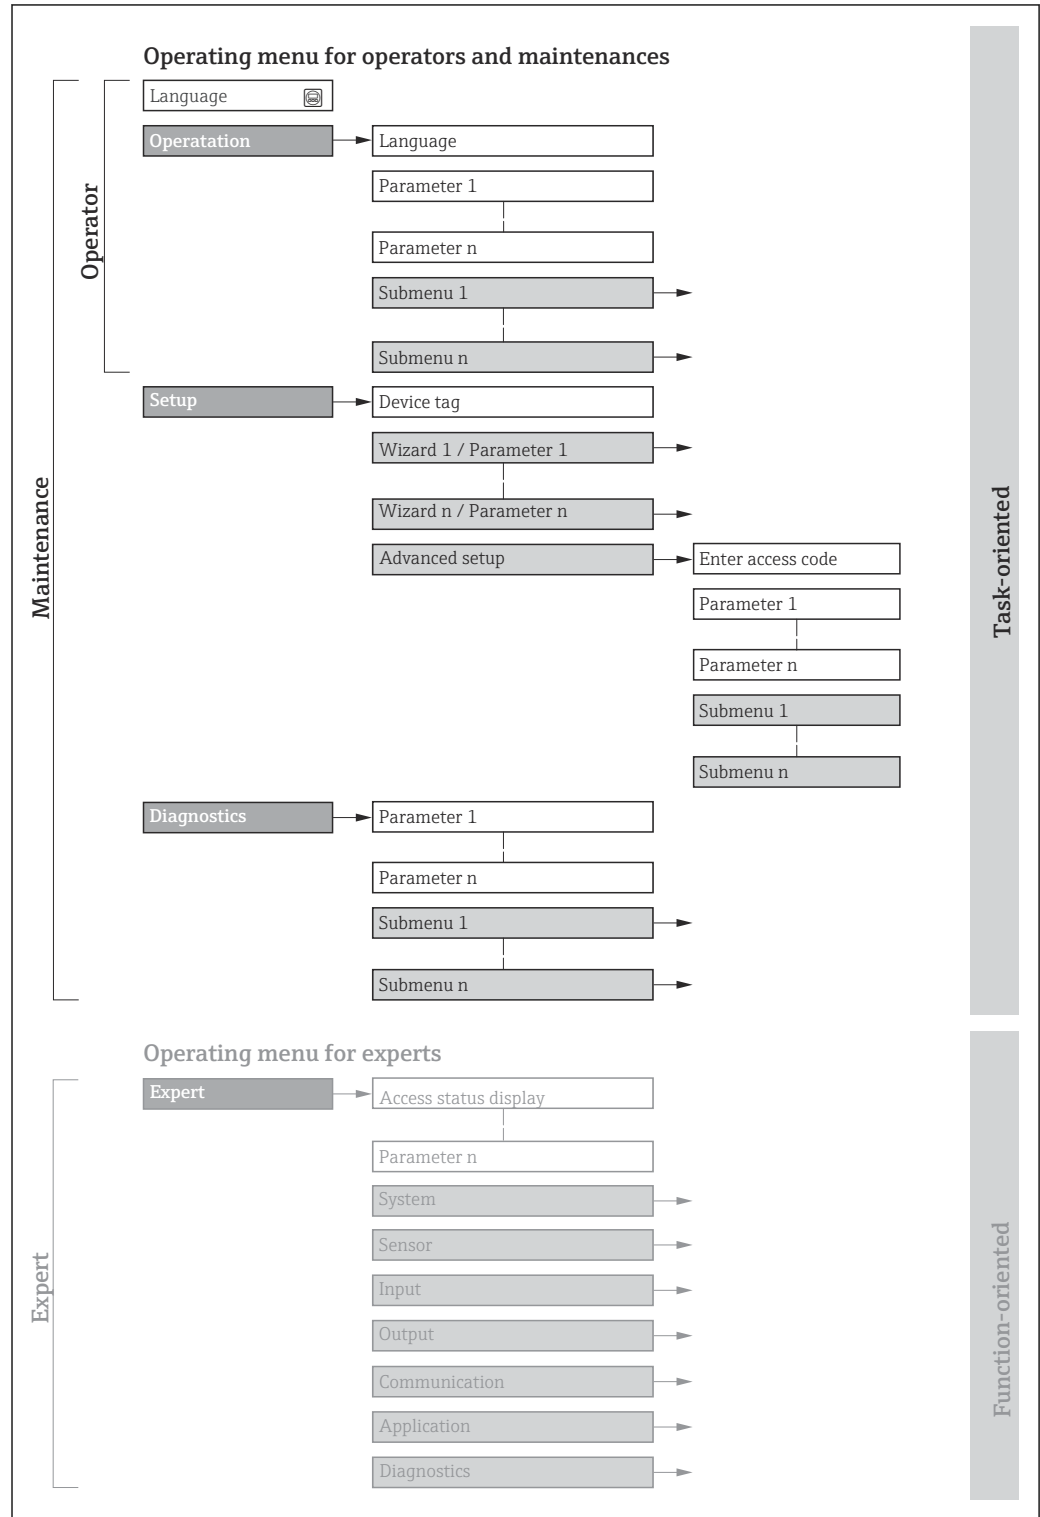 Operating menu for operators and maintenances
Language
Operatation
Language
Parameter 1
Parameter n
Submenu 1
Submenu n
Operator
Setup
Device tag
Wizard 1 / Parameter 1
Wizard n / Parameter n
Advanced setup
Enter access code
Parameter 1
Parameter n
Submenu 1
Submenu n
Maintenance
Task-oriented
Diagnostics
Parameter 1
Parameter n
Submenu 1
Submenu n
Operating menu for experts
Expert
Access status display
Parameter n
System
Sensor
Input
Output
Communication
Application
Diagnostics
Expert
Function-oriented